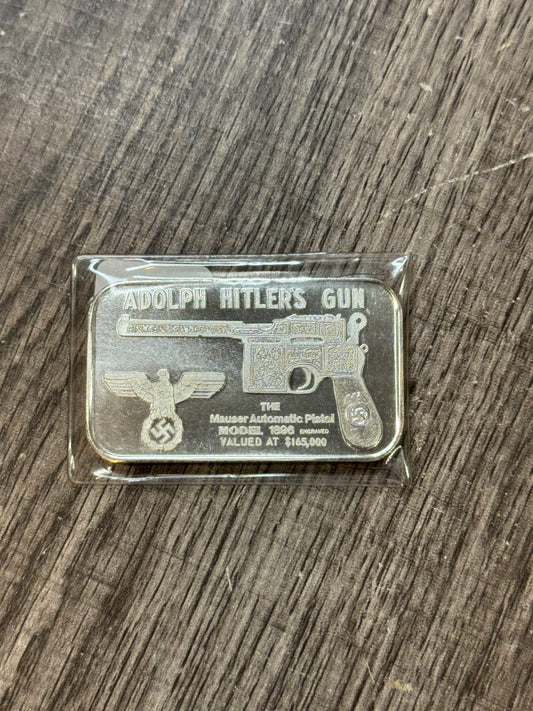 ADOLPH HITLER'S GUN
THE
Mauser Automatic Pistol
MODEL 1896 ENGRAVED
VALUED AT $165,000